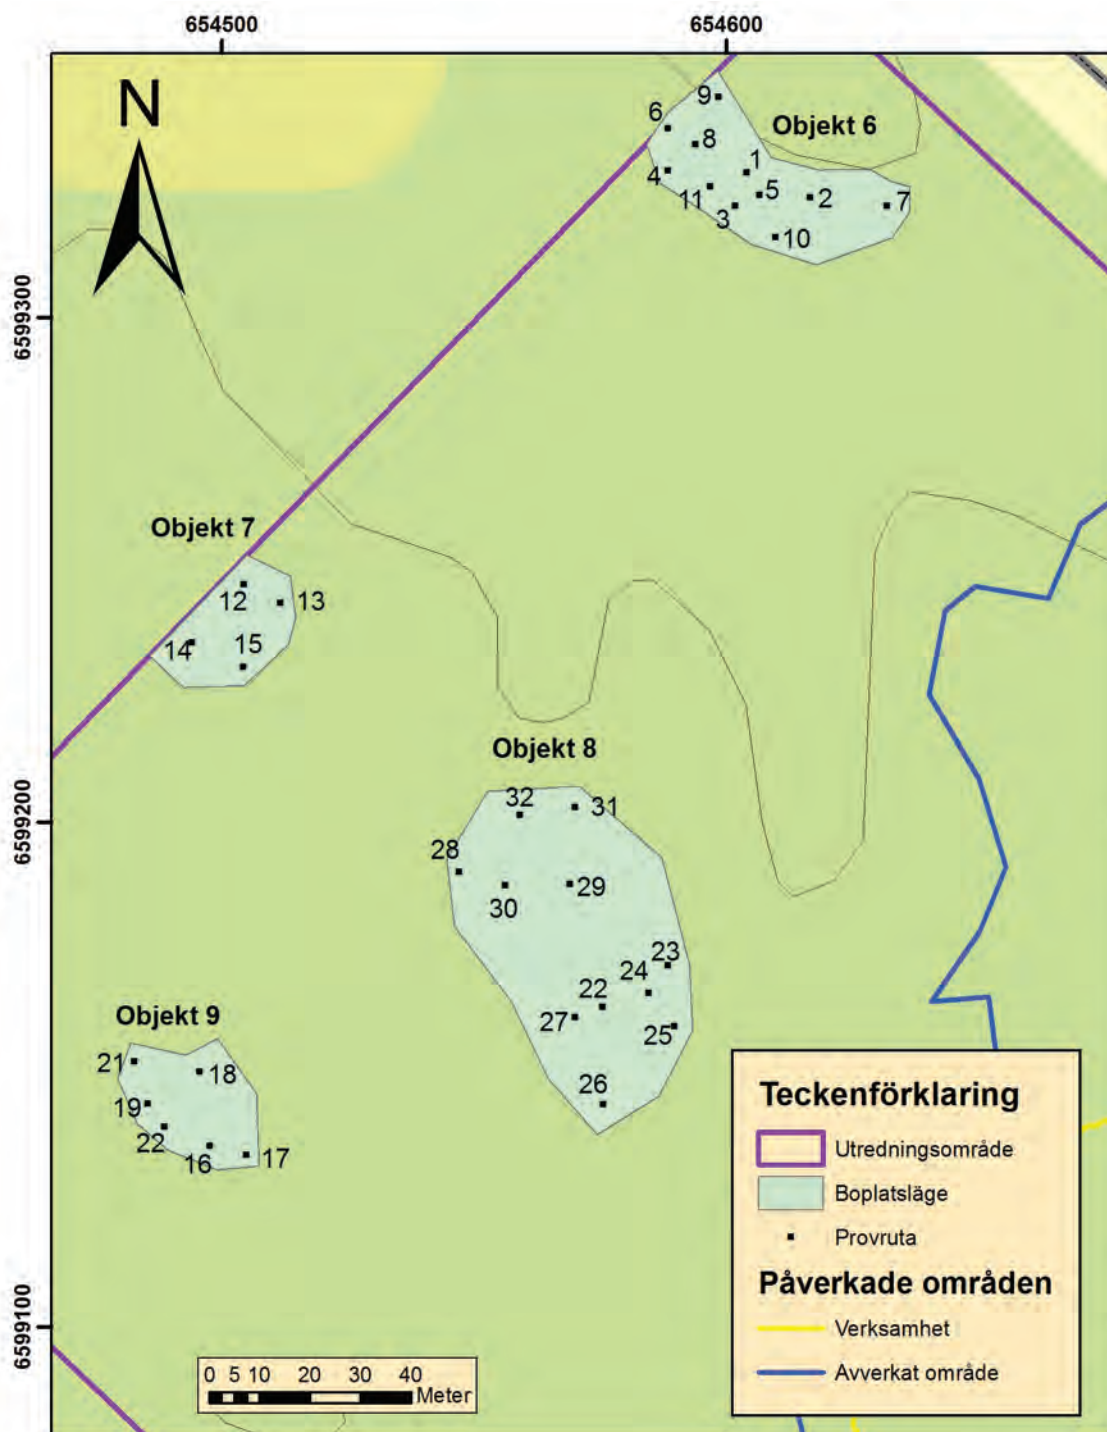 654500
654600
N
9
6
Objekt 6
8
1
4
5
2
7
11
3
10
6599300
Objekt 7
12
13
14
15
Objekt 8
32
31
6599200
28
29
30
23
24
22
27
25
Objekt 9
21
18
26
19
22
16
17
6599100
0 5 10 20 30 40
Meter
Teckenförklaring
Utredningsområde
Boplatsläge
Provruta
Påverkade områden
Verksamhet
Avverkat område